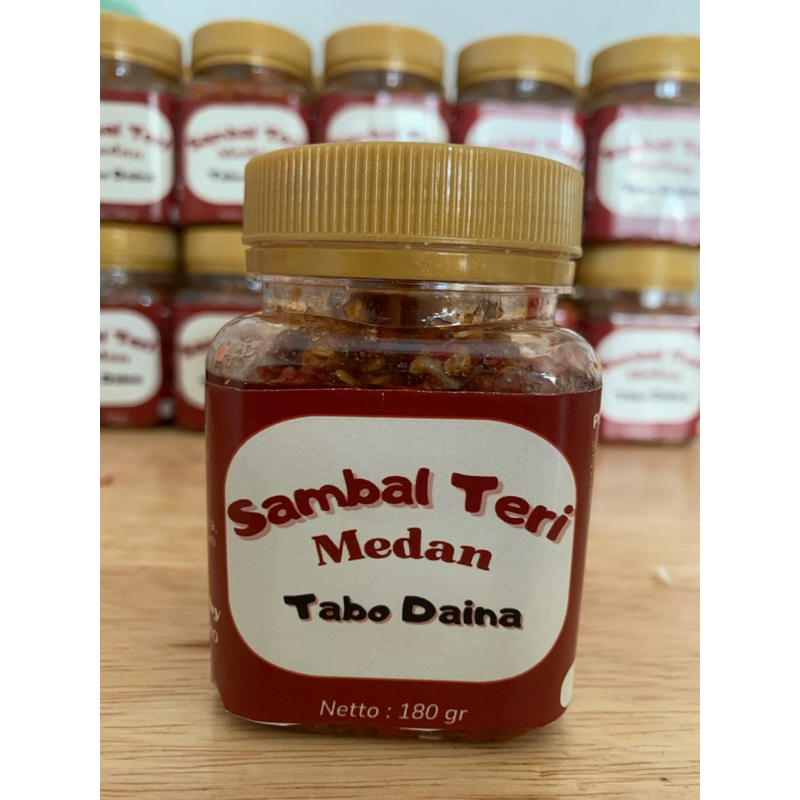 Sambal Teri
Medan
Tabo Daina
Netto : 180 gr